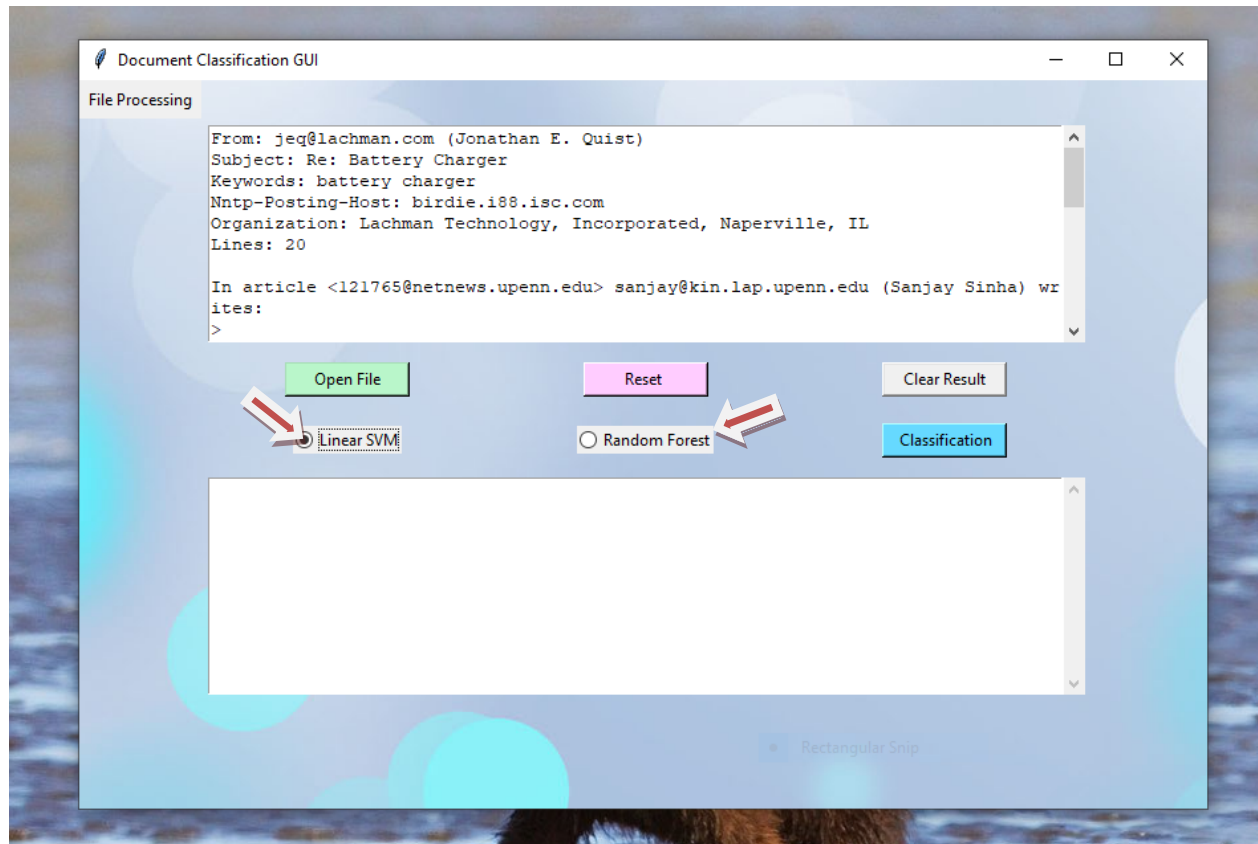 Document Classification GUI
File Processing
From: jeq@lachman.com (Jonathan E. Quist)
Subject: Re: Battery Charger
Keywords: battery charger
Nntp-Posting-Host: birdie.i88.isc.com
Organization: Lachman Technology, Incorporated, Naperville, IL
Lines: 20
In article <121765@netnews.upenn.edu> sanjay@kin.lap.upenn.edu (Sanjay Sinha) wr
ites:
>
Open File Reset Clear Result
Linear SVM Random Forest Classification
Rectangular Snip